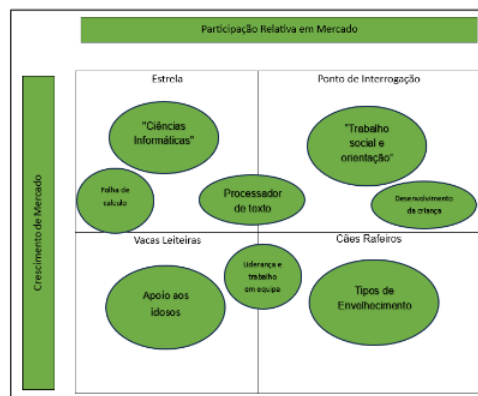 Participação Relativa em Mercado
Crescimento de Mercado
Estrela
Ponto de Interrogação
"Ciências
Informáticas"
"Trabalho
social e
orientação"
Folha de
calculo
Processador
de texto
Desenvolvimento
da criança
Vacas Leiteiras
Cães Rafeiros
Liderança e
trabalho
em equipa
Apoio aos
idosos
Tipos de
Envelhecimento